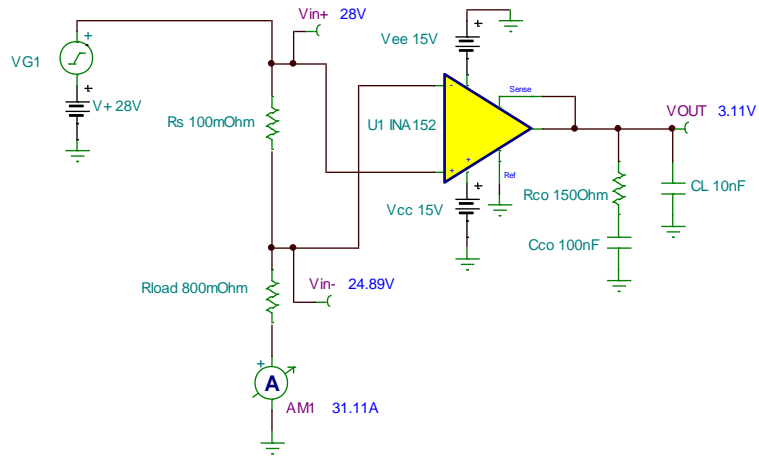 Vin+ 28V
Vee 15V
VG1
V+ 28V
Rs 100mOhm
U1 INA152
Sense
Ref
VOUT 3.11V
Rco 150Ohm
CL 10nF
Vcc 15V
Cco 100nF
Rload 800mOhm
Vin- 24.89V
A
AM1 31.11A
+
+
+
-
+
+
+
+